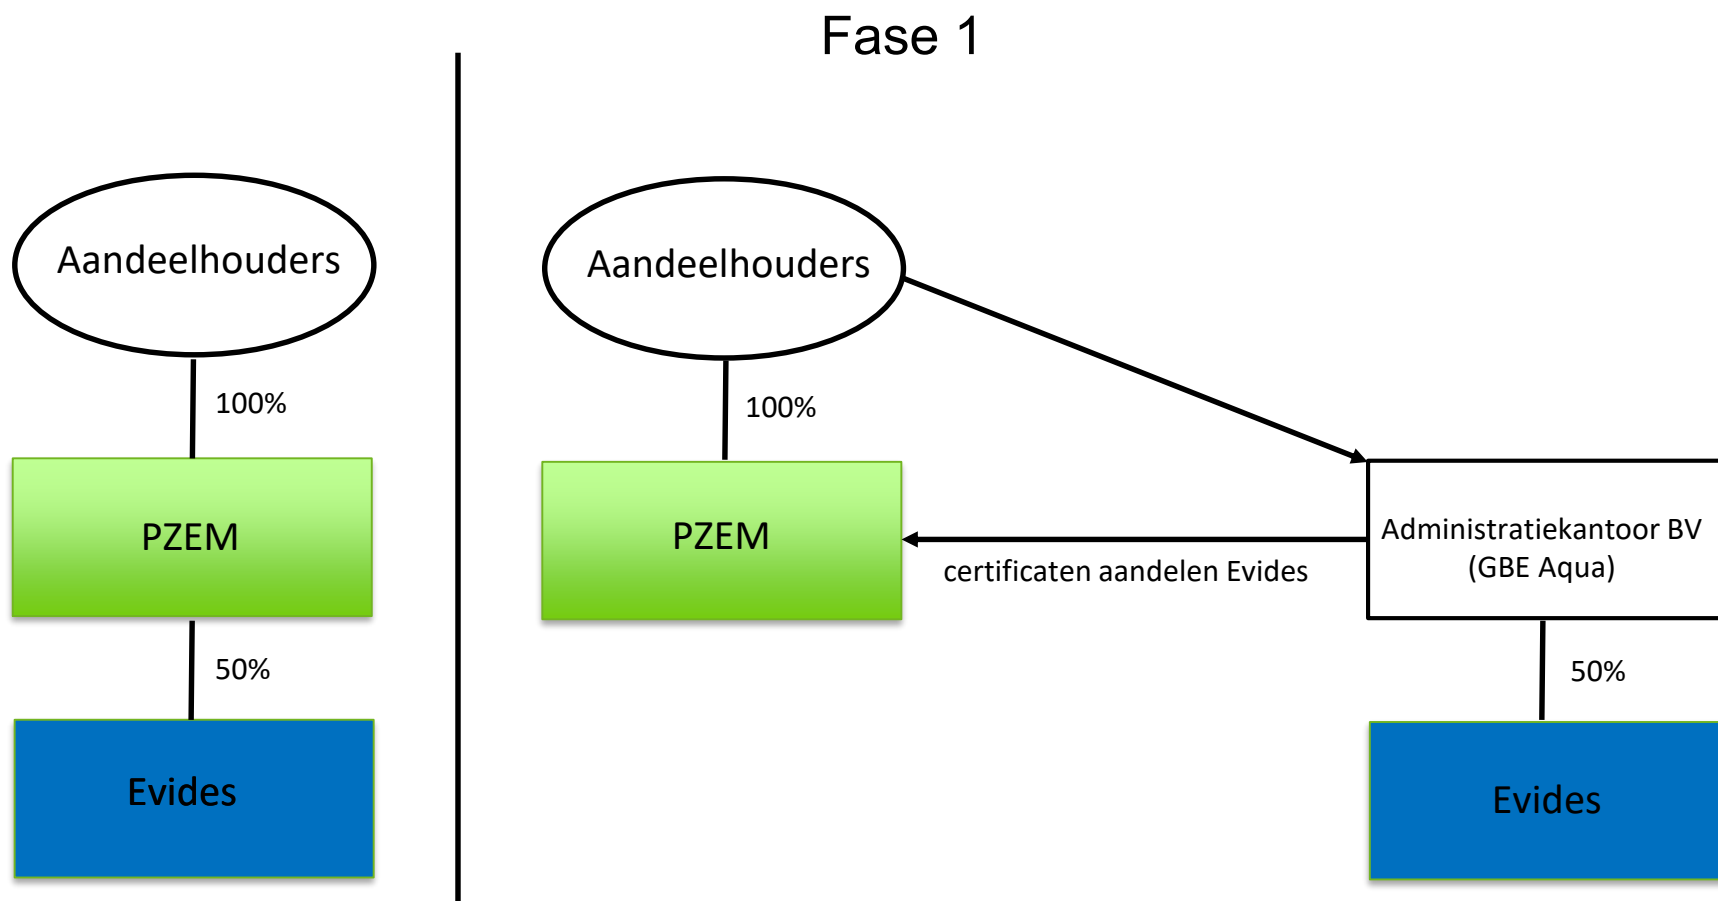 Fase 1
Aandeelhouders
100%
PZEM
50%
Evides
Aandeelhouders
100%
PZEM
certificaten aandelen Evides
Administratiekantoor BV
(GBE Aqua)
50%
Evides